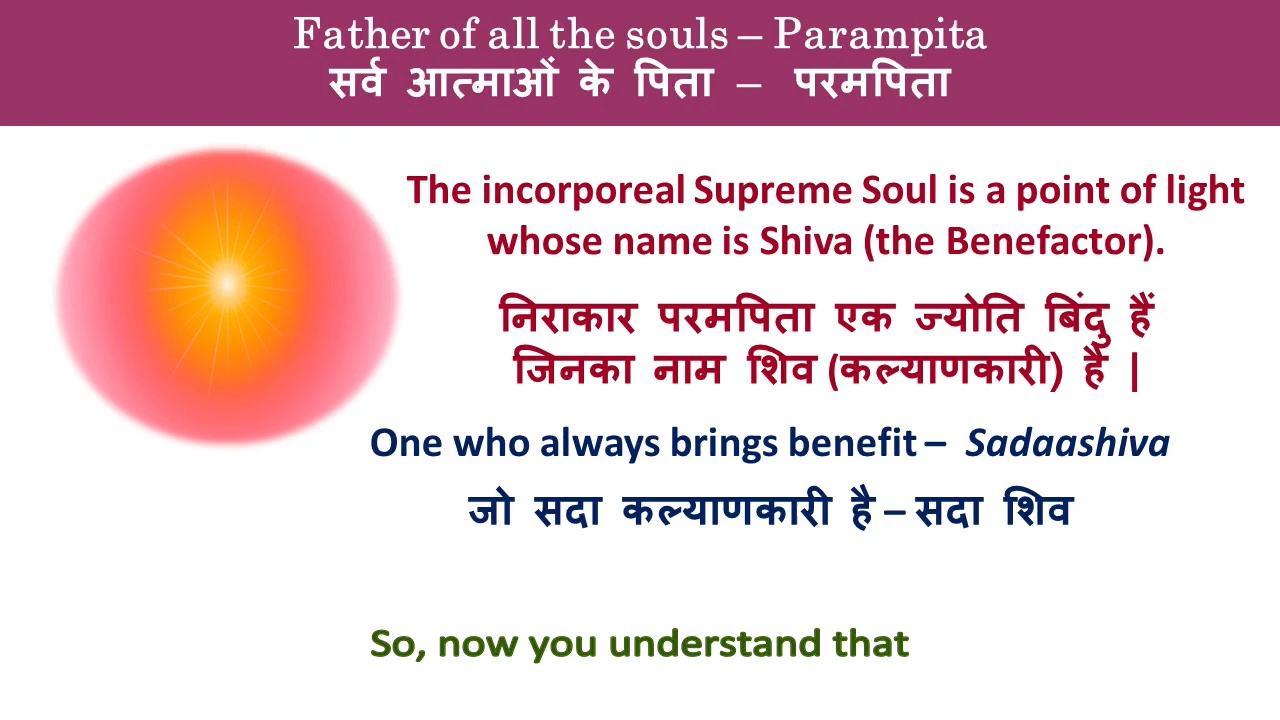 Father of all the souls – Parampita
सर्व आत्माओं के पिता – परमपिता
The incorporeal Supreme Soul is a point of light
whose name is Shiva (the Benefactor).
निराकार परमपिता एक ज्योति बिंदु हैं
जिनका नाम शिव (कल्याणकारी) है |
One who always brings benefit – Sadaashiva
जो सदा कल्याणकारी है – सदा शिव
So, now you understand that